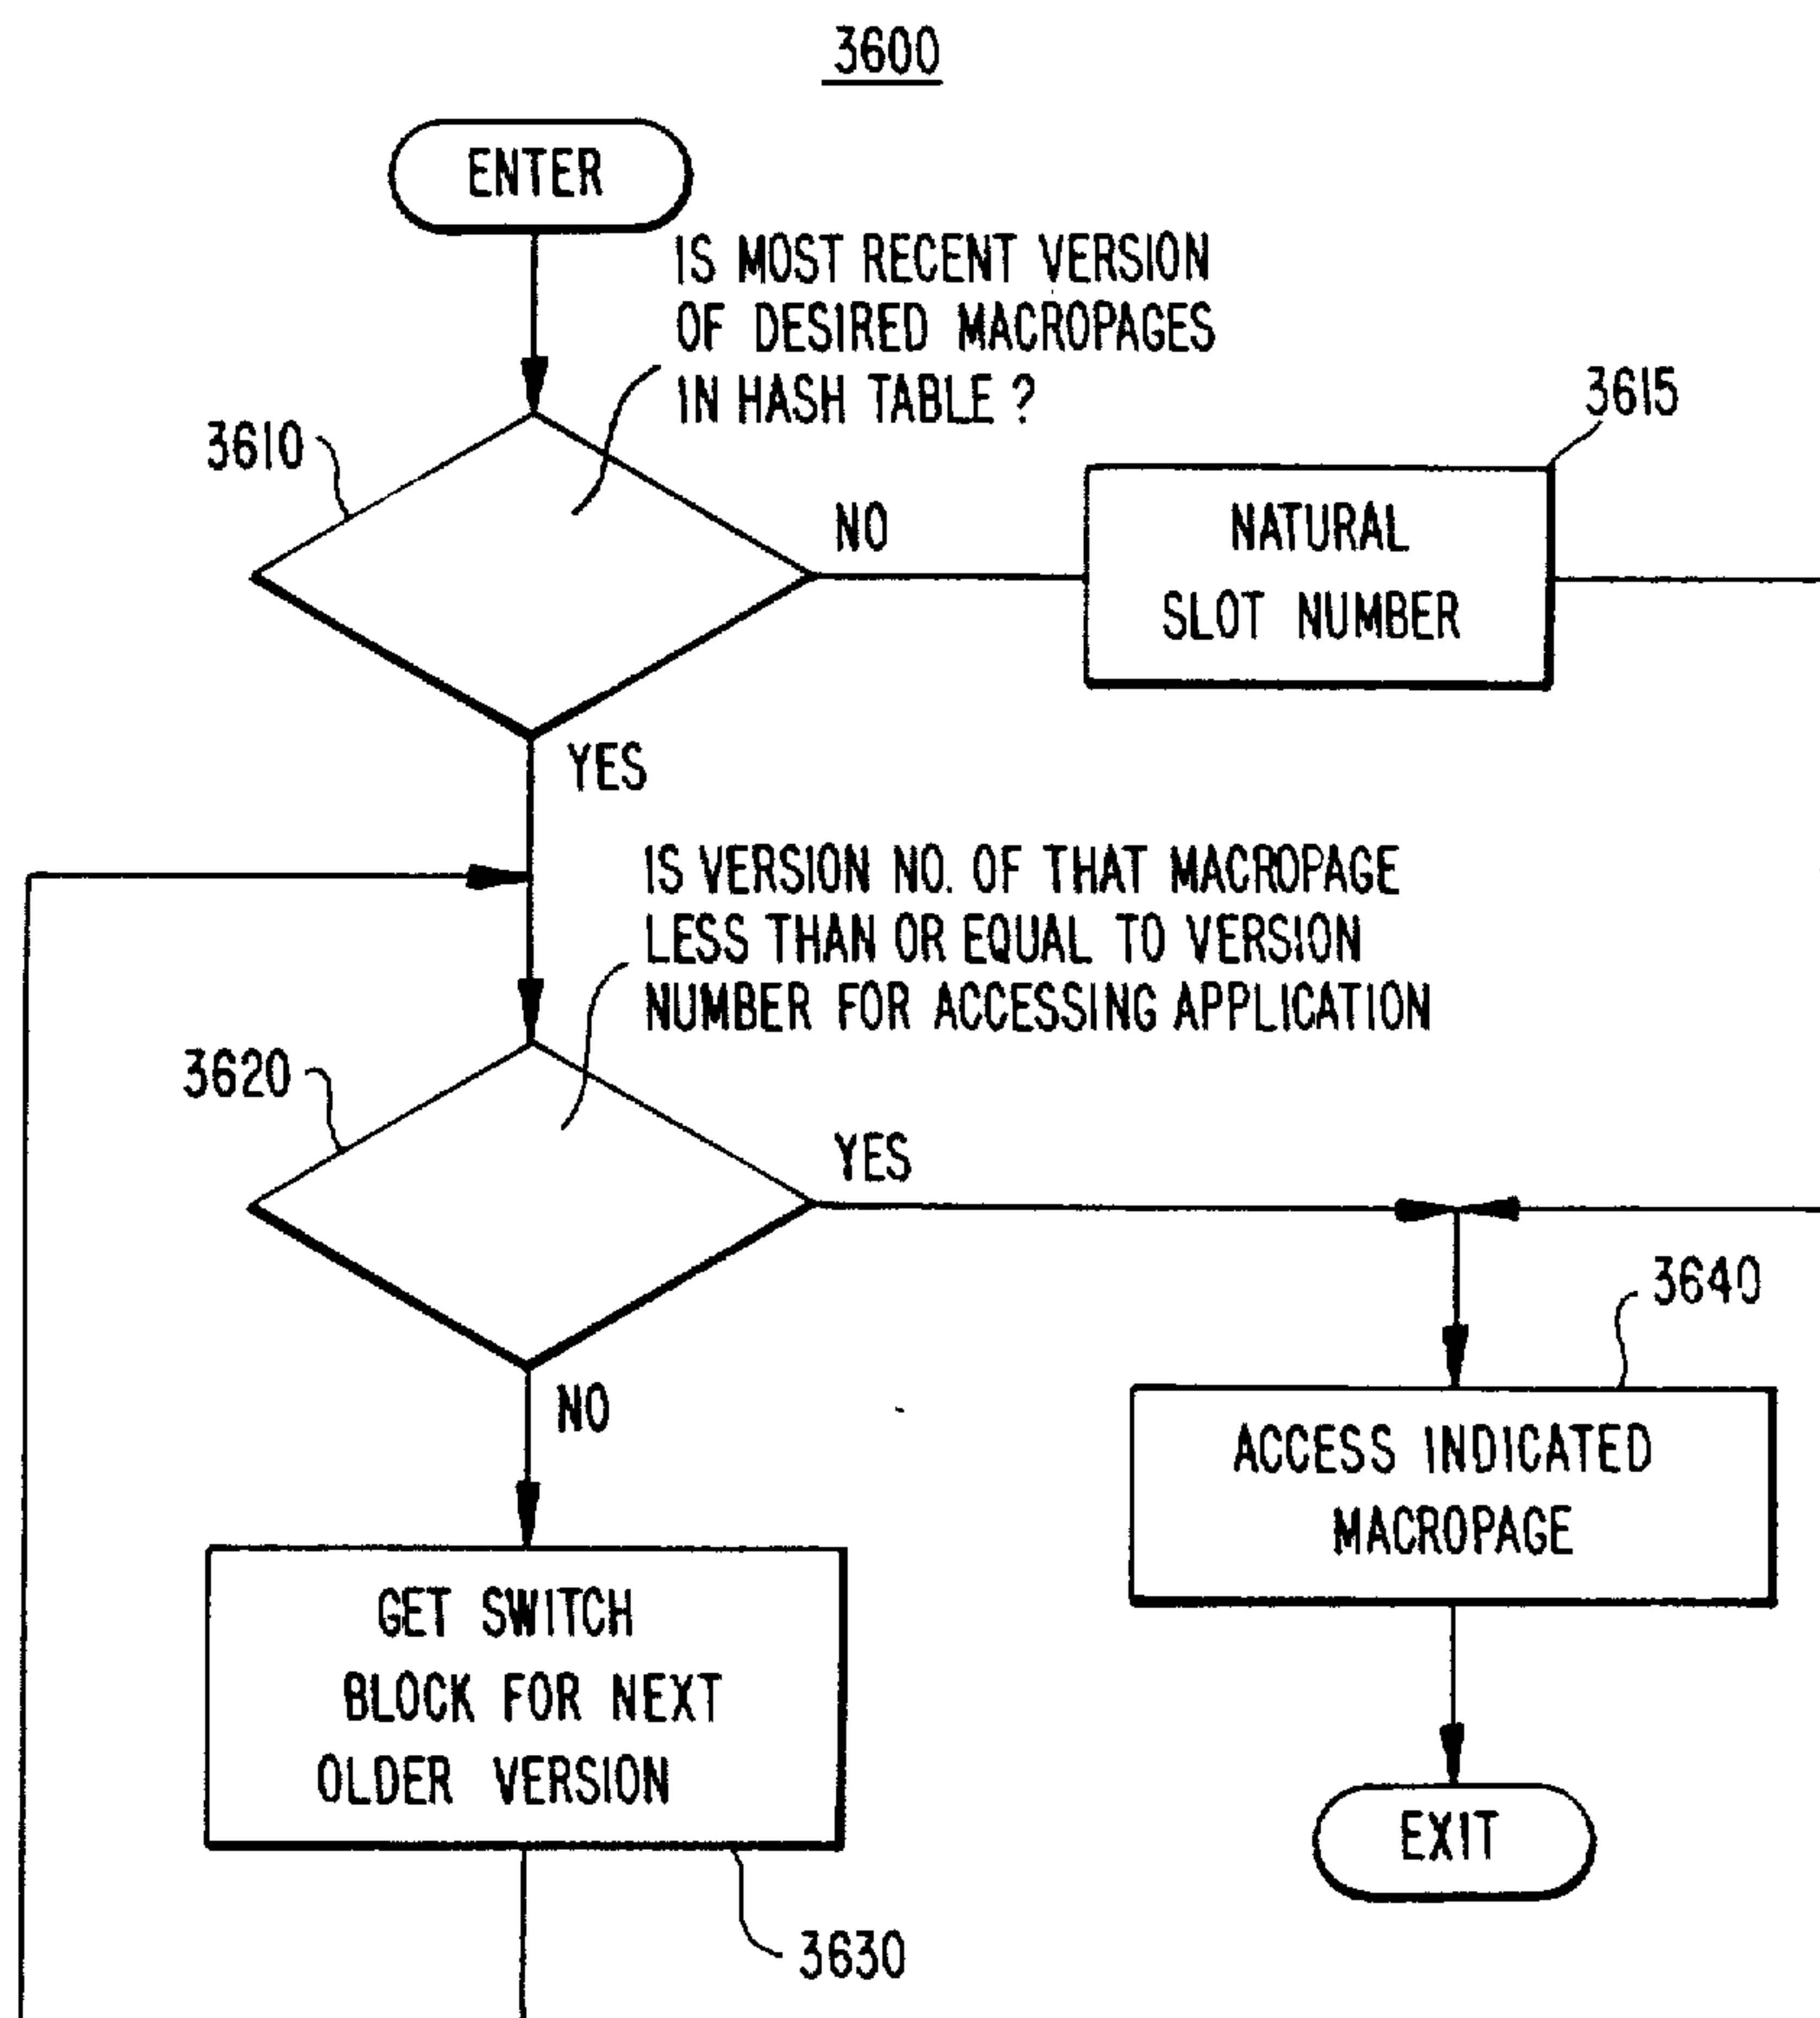 3600
ENTER
IS MOST RECENT VERSION
OF DESIRED MACROPAGES
IN HASH TABLE ?
3610
NO
3615
NATURAL
SLOT NUMBER
YES
IS VERSION NO. OF THAT MACROPAGE
LESS THAN OR EQUAL TO VERSION
NUMBER FOR ACCESSING APPLICATION
3620
YES
3640
NO
ACCESS INDICATED
MACROPAGE
GET SWITCH
BLOCK FOR NEXT
OLDER VERSION
EXIT
3630